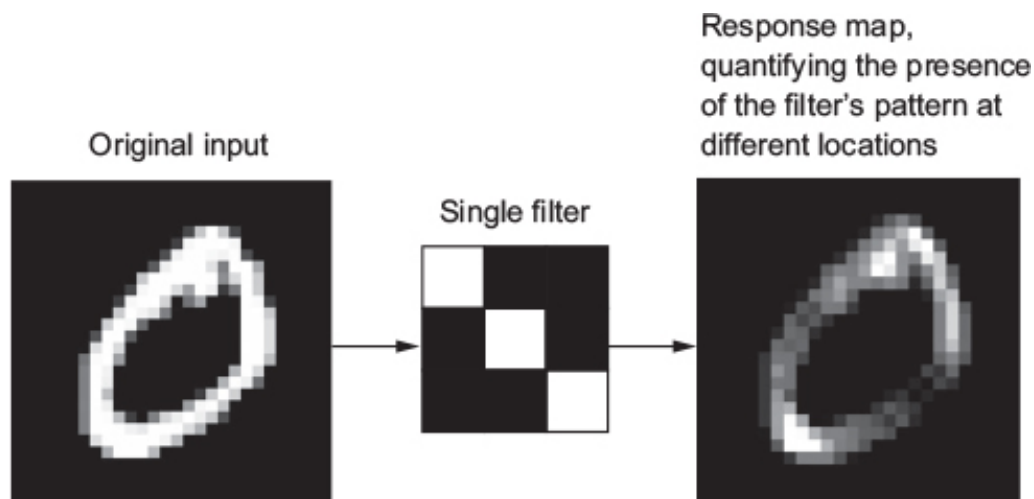 Original input
Single filter
Response map,
quantifying the presence
of the filter's pattern at
different locations